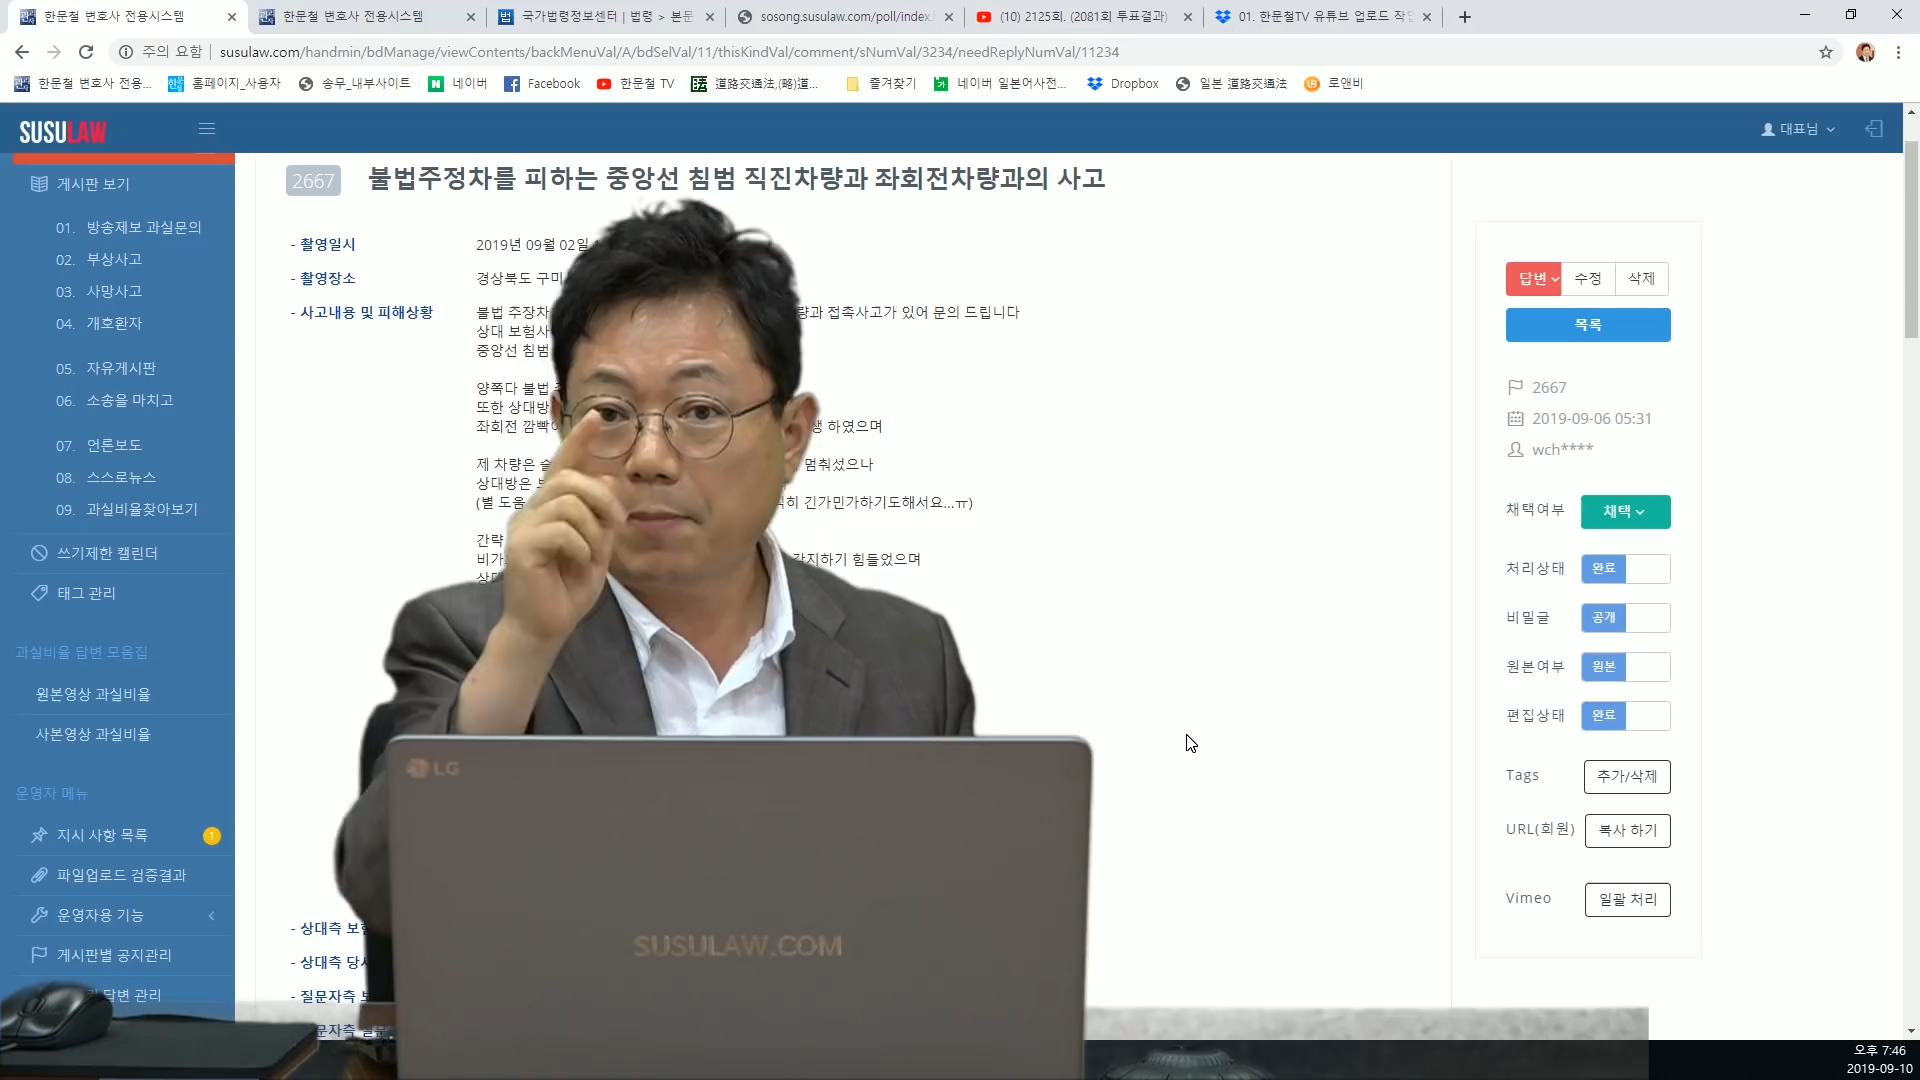 한문철 변호사 전용시스템
한문철 변호사 전용시스템
국가법령정보센터 | 법령 > 본문
sosong.susulaw.com/poll/index.
(10) 2125회. (2081회 투표결과)
01. 한문철TV 유튜브 업로드 작
주의 요함
susulaw.com/handmin/bdManage/viewContents/backMenuVal/A/bdSelVal/11/thisKindVal/comment/sNumVal/3234/needReplyNumVal/11234
한문철 변호사 전용...
홈페이지_사용자
송무_내부사이트
네이버
Facebook
한문철 TV
道路交通法,(略)道...
즐겨찾기
네이버 일본어사전...
Dropbox
일본 道路交通法
로앤비
SUSULAW
대표님
게시판 보기
01. 방송제보 과실문의
02. 부상사고
03. 사망사고
04. 개호환자
05. 자유게시판
06. 소송을 마치고
07. 언론보도
08. 스스로뉴스
09. 과실비율찾아보기
쓰기제한 캘린더
태그 관리
과실비율 답변 모음집
원본영상 과실비율
사본영상 과실비율
운영자 메뉴
지시 사항 목록 1
파일업로드 검증결과
운영자용 기능
게시판별 공지관리
답변 관리
2667 불법주정차를 피하는 중앙선 침범 직진차량과 좌회전차량과의 사고
- 촬영일시 2019년 09월 02일
- 촬영장소 경상북도 구미
- 사고내용 및 피해상황 불법 주장차 과 접촉사고가 있어 문의 드립니다
상대 보험사
중앙선 침범
양쪽다 불법
또한 상대방
좌회전 깜빡이 하였으며
제 차량은 멈춰섰으나
상대방은
(별 도움 긴가민가하기도해서요...ㅠ)
간략
비가 감지하기 힘들었으며
- 상대측 보험
- 상대측 당사
- 질문자측
답변
수정
삭제
목록
2667
2019-09-06 05:31
wch****
채택여부 채택
처리상태 완료
비밀글 공개
원본여부 원본
편집상태 완료
Tags 추가/삭제
URL(회원) 복사 하기
Vimeo 일괄 처리
LG
SUSULAW.COM
오후 7:46
2019-09-10